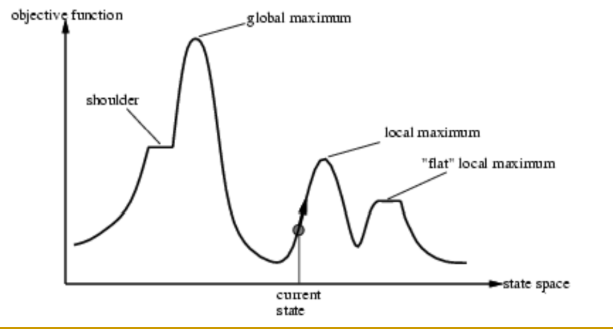 objective function
global maximum
shoulder
local maximum
"flat" local maximum
state space
current
state